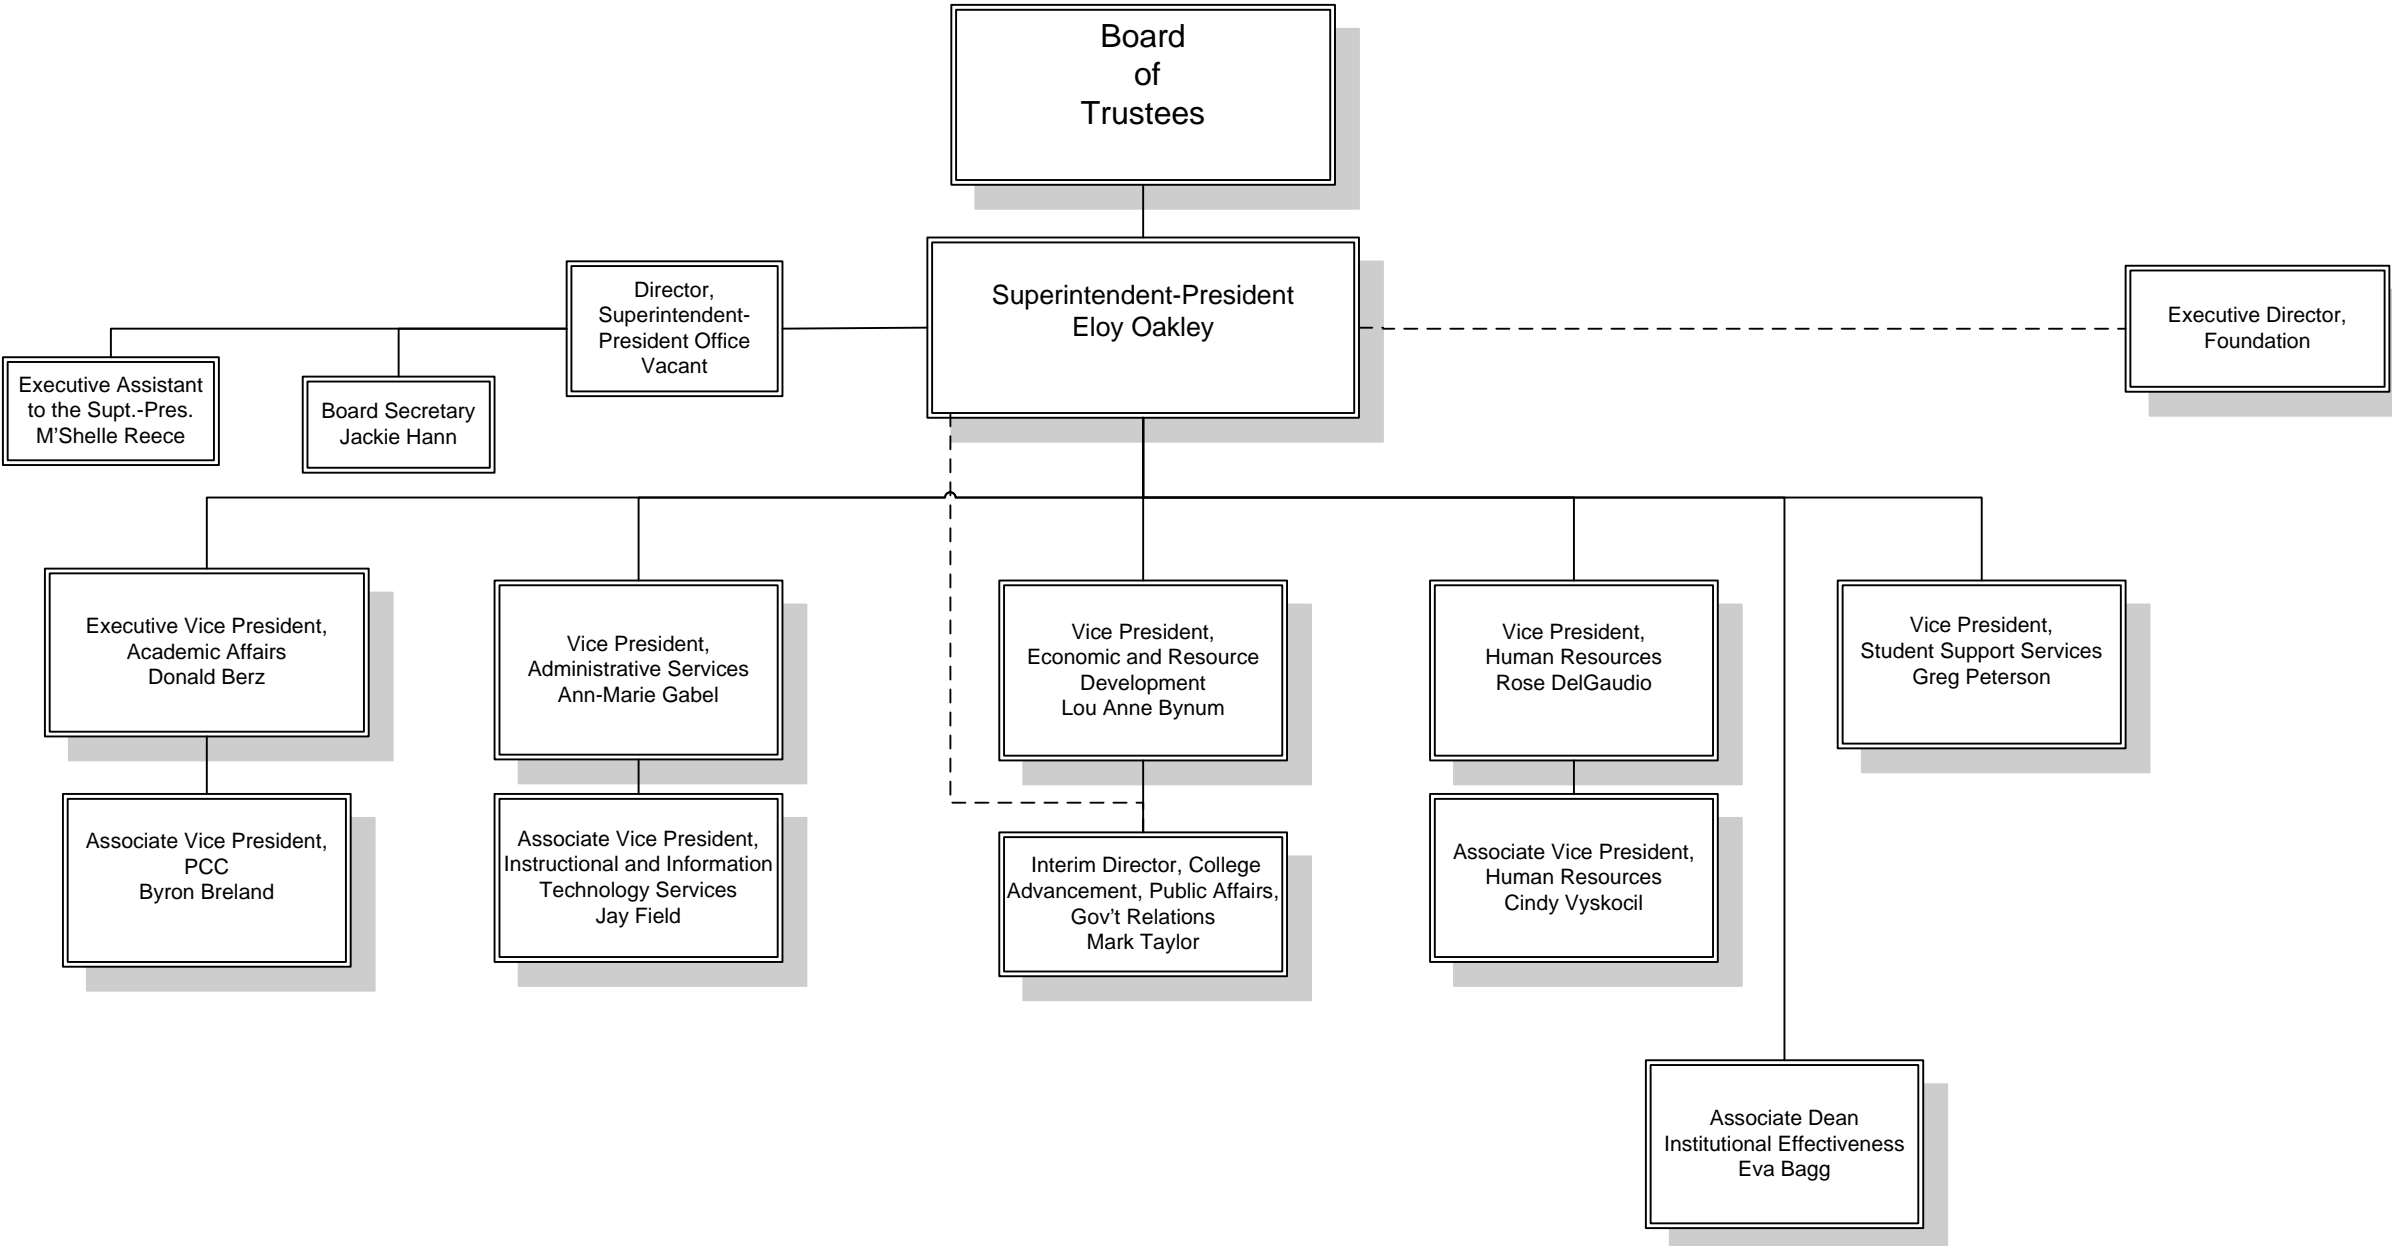 Board
of
Trustees
Director,
Superintendent-
President Office
Vacant
Superintendent-President
Eloy Oakley
Executive Director,
Foundation
Executive Assistant
to the Supt.-Pres.
M’Shelle Reece
Board Secretary
Jackie Hann
Executive Vice President,
Academic Affairs
Donald Berz
Vice President,
Administrative Services
Ann-Marie Gabel
Vice President,
Economic and Resource
Development
Lou Anne Bynum
Vice President,
Human Resources
Rose DelGaudio
Vice President,
Student Support Services
Greg Peterson
Associate Vice President,
PCC
Byron Breland
Associate Vice President,
Instructional and Information
Technology Services
Jay Field
Interim Director, College
Advancement, Public Affairs,
Gov’t Relations
Mark Taylor
Associate Vice President,
Human Resources
Cindy Vyskocil
Associate Dean
Institutional Effectiveness
Eva Bagg